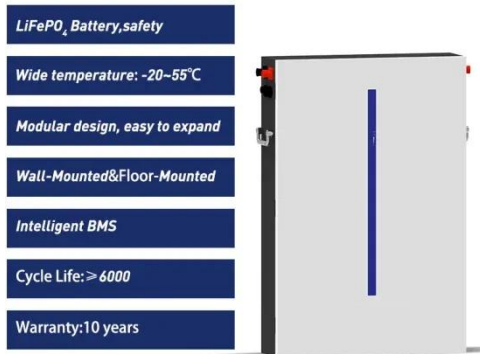 LiFePO₄ Battery,safety
Wide temperature: -20~55℃
Modular design, easy to expand
Wall-Mounted&Floor-Mounted
Intelligent BMS
Cycle Life:≥6000
Warranty:10 years